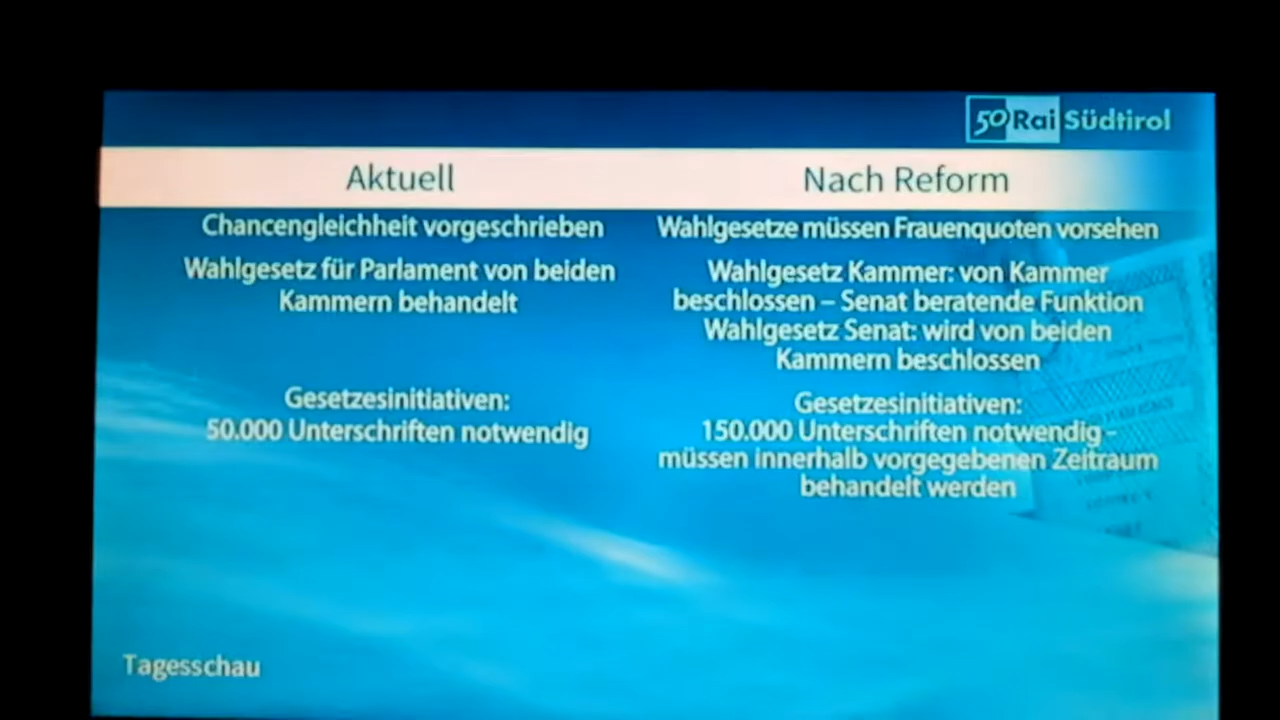 50 Rai Südtirol
Aktuell
Nach Reform
Chancengleichheit vorgeschrieben
Wahlgesetze müssen Frauenquoten vorsehen
Wahlgesetz für Parlament von beiden
Kammern behandelt
Wahlgesetz Kammer: von Kammer
beschlossen – Senat beratende Funktion
Wahlgesetz Senat: wird von beiden
Kammern beschlossen
Gesetzesinitiativen:
50.000 Unterschriften notwendig
Gesetzesinitiativen:
150.000 Unterschriften notwendig -
müssen innerhalb vorgegebenen Zeitraum
behandelt werden
Tagesschau